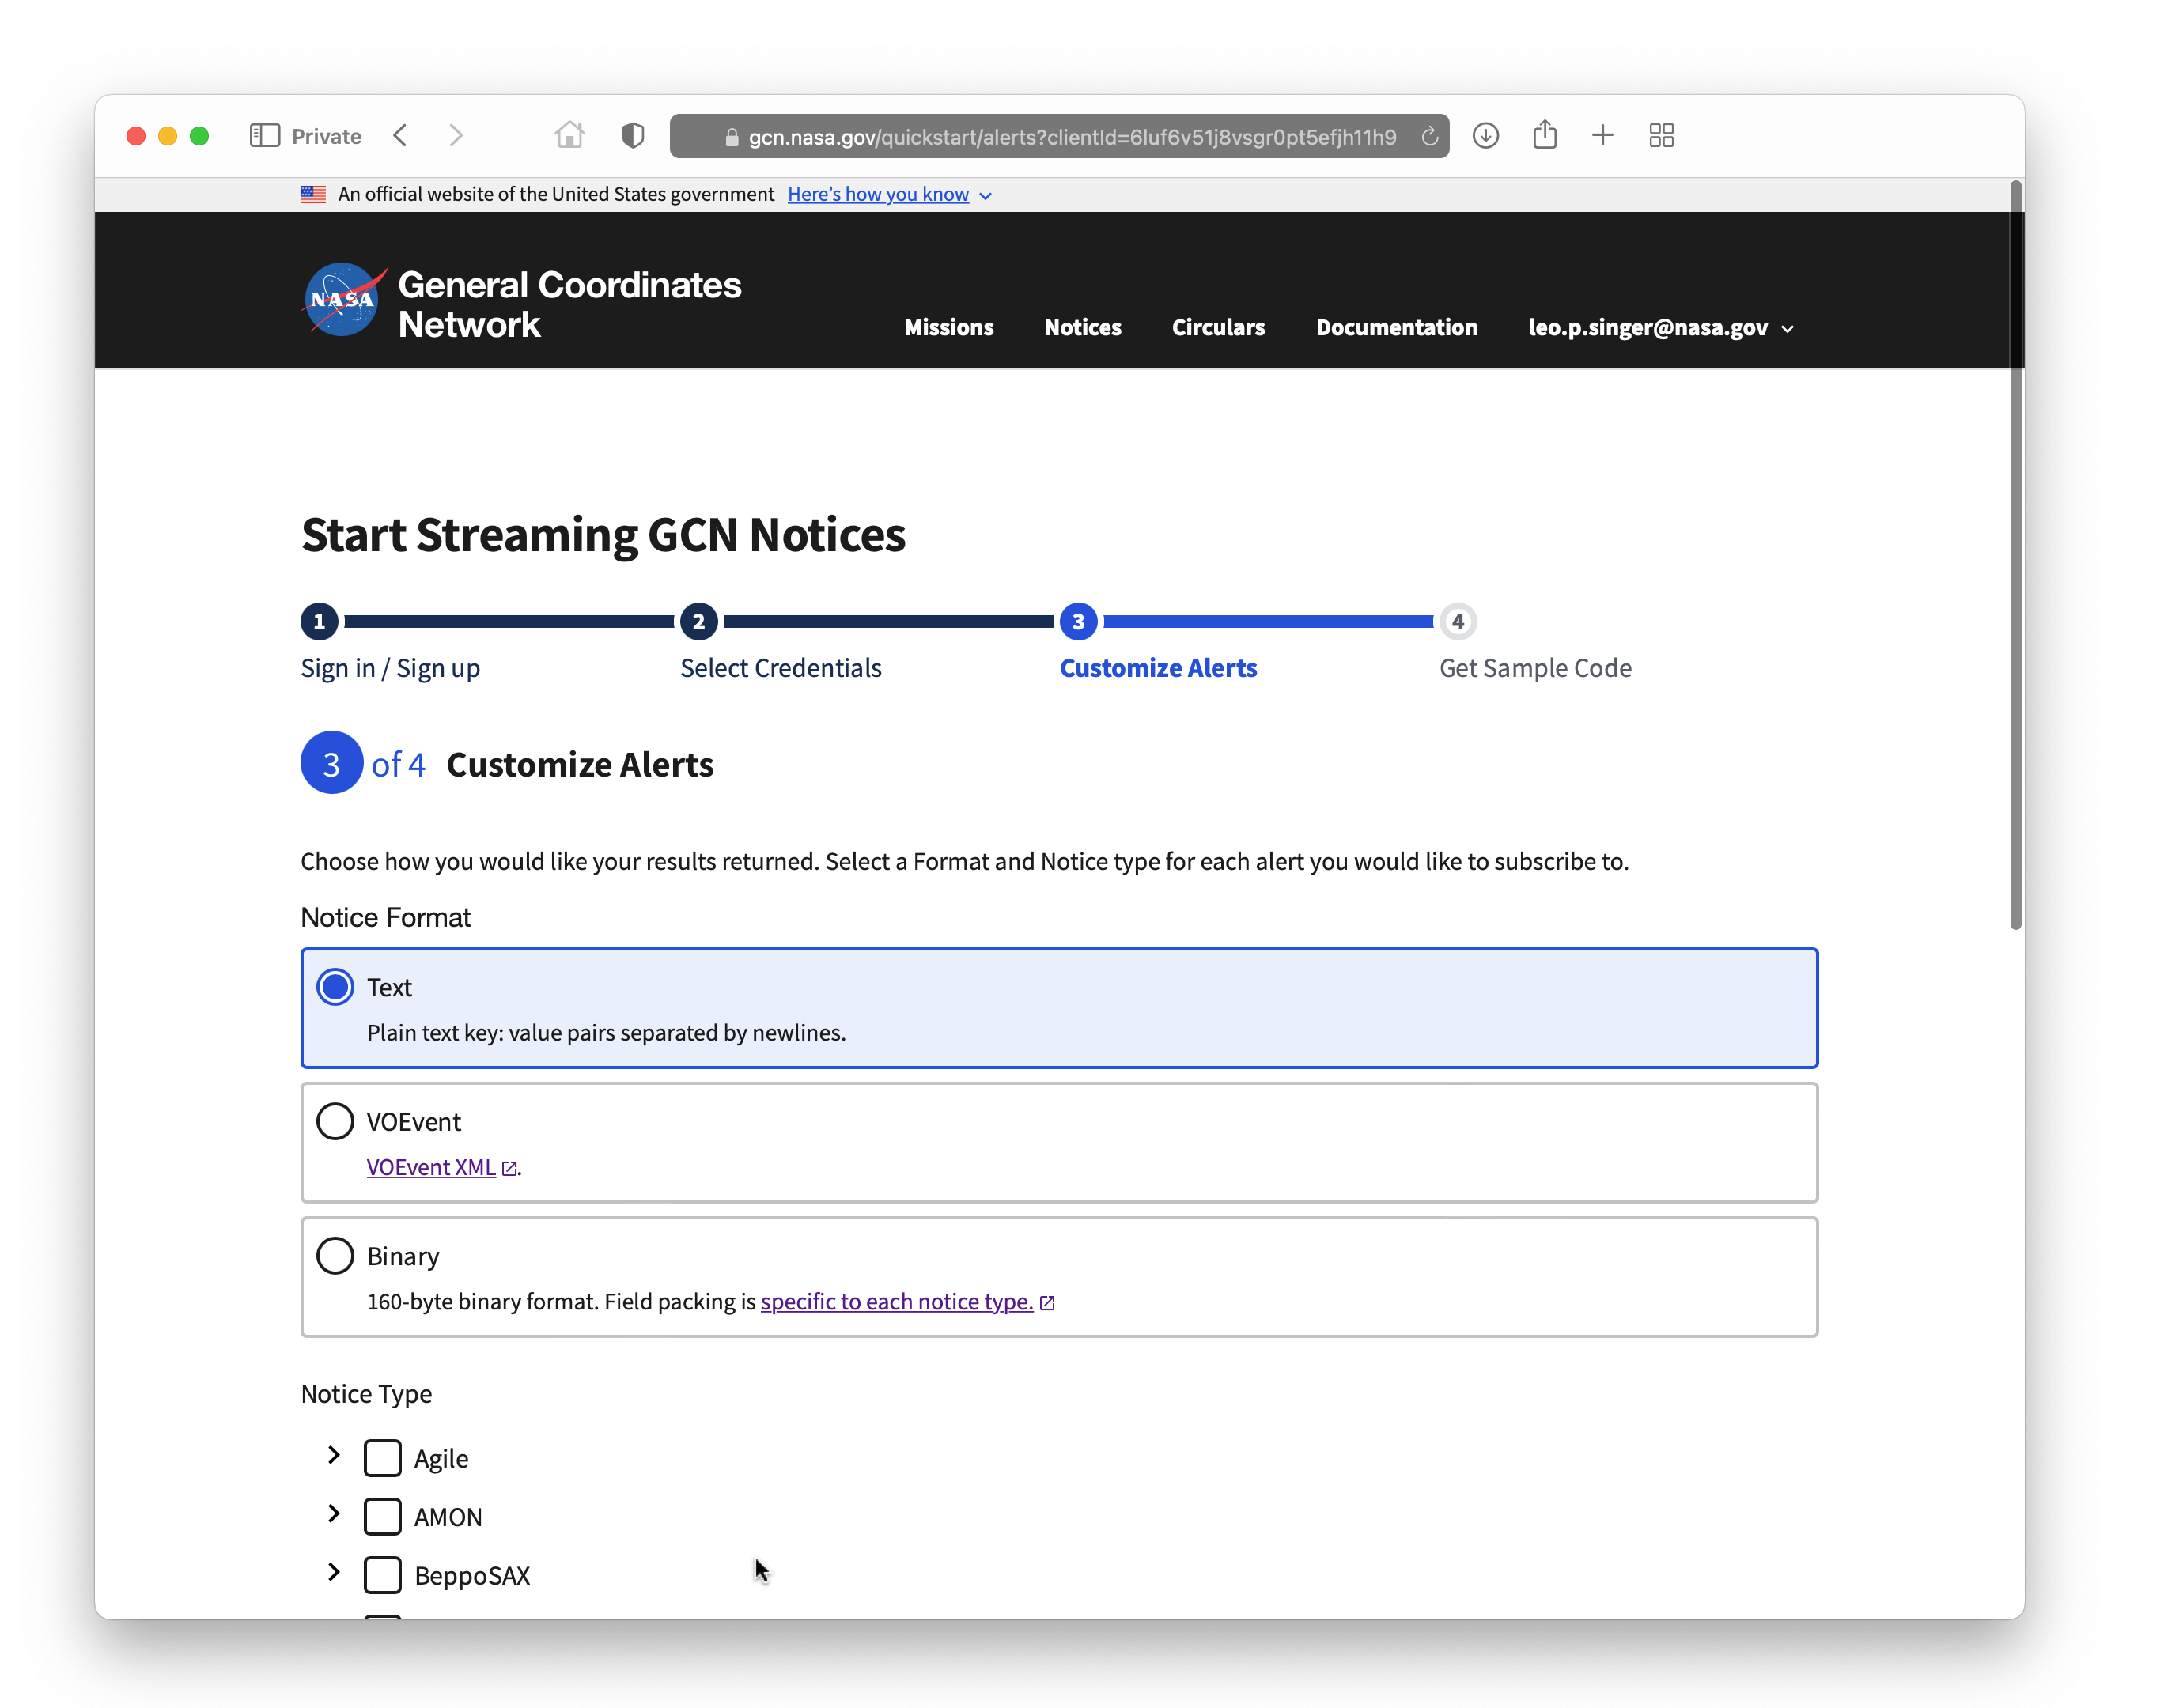 Private
gcn.nasa.gov/quickstart/alerts?clientId=6luf6v51j8vsgr0pt5efjh11h9
An official website of the United States government Here’s how you know
NASA
General Coordinates
Network
Missions Notices Circulars Documentation leo.p.singer@nasa.gov
Start Streaming GCN Notices
1 2 3 4
Sign in / Sign up Select Credentials Customize Alerts Get Sample Code
3 of 4 Customize Alerts
Choose how you would like your results returned. Select a Format and Notice type for each alert you would like to subscribe to.
Notice Format
Text
Plain text key: value pairs separated by newlines.
VOEvent
VOEvent XML.
Binary
160-byte binary format. Field packing is specific to each notice type.
Notice Type
Agile
AMON
BeppoSAX